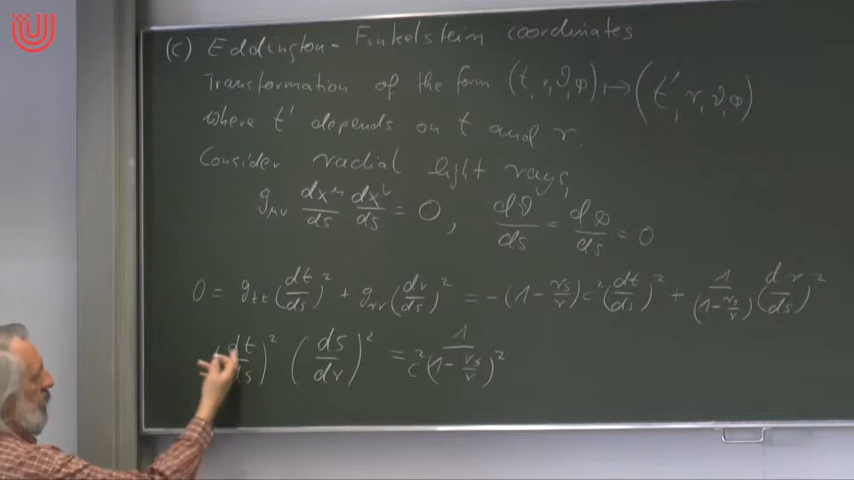 (c) Eddington-Finkelstein coordinates
Transformation of the form (t, r, ϑ, φ) ↦ (t', r, ϑ, φ)
where t' depends on t and r.
Consider radial light rays,
g_μν dx^μ/ds dx^ν/ds = 0, dϑ/ds = dφ/ds = 0
0 = g_tt (dt/ds)² + g_rr (dr/ds)² = -(1 - r_s/r) c² (dt/ds)² + 1/(1 - r_s/r) (dr/ds)²
(dt/ds)² (ds/dr)² = 1/(c² (1 - r_s/r)²)